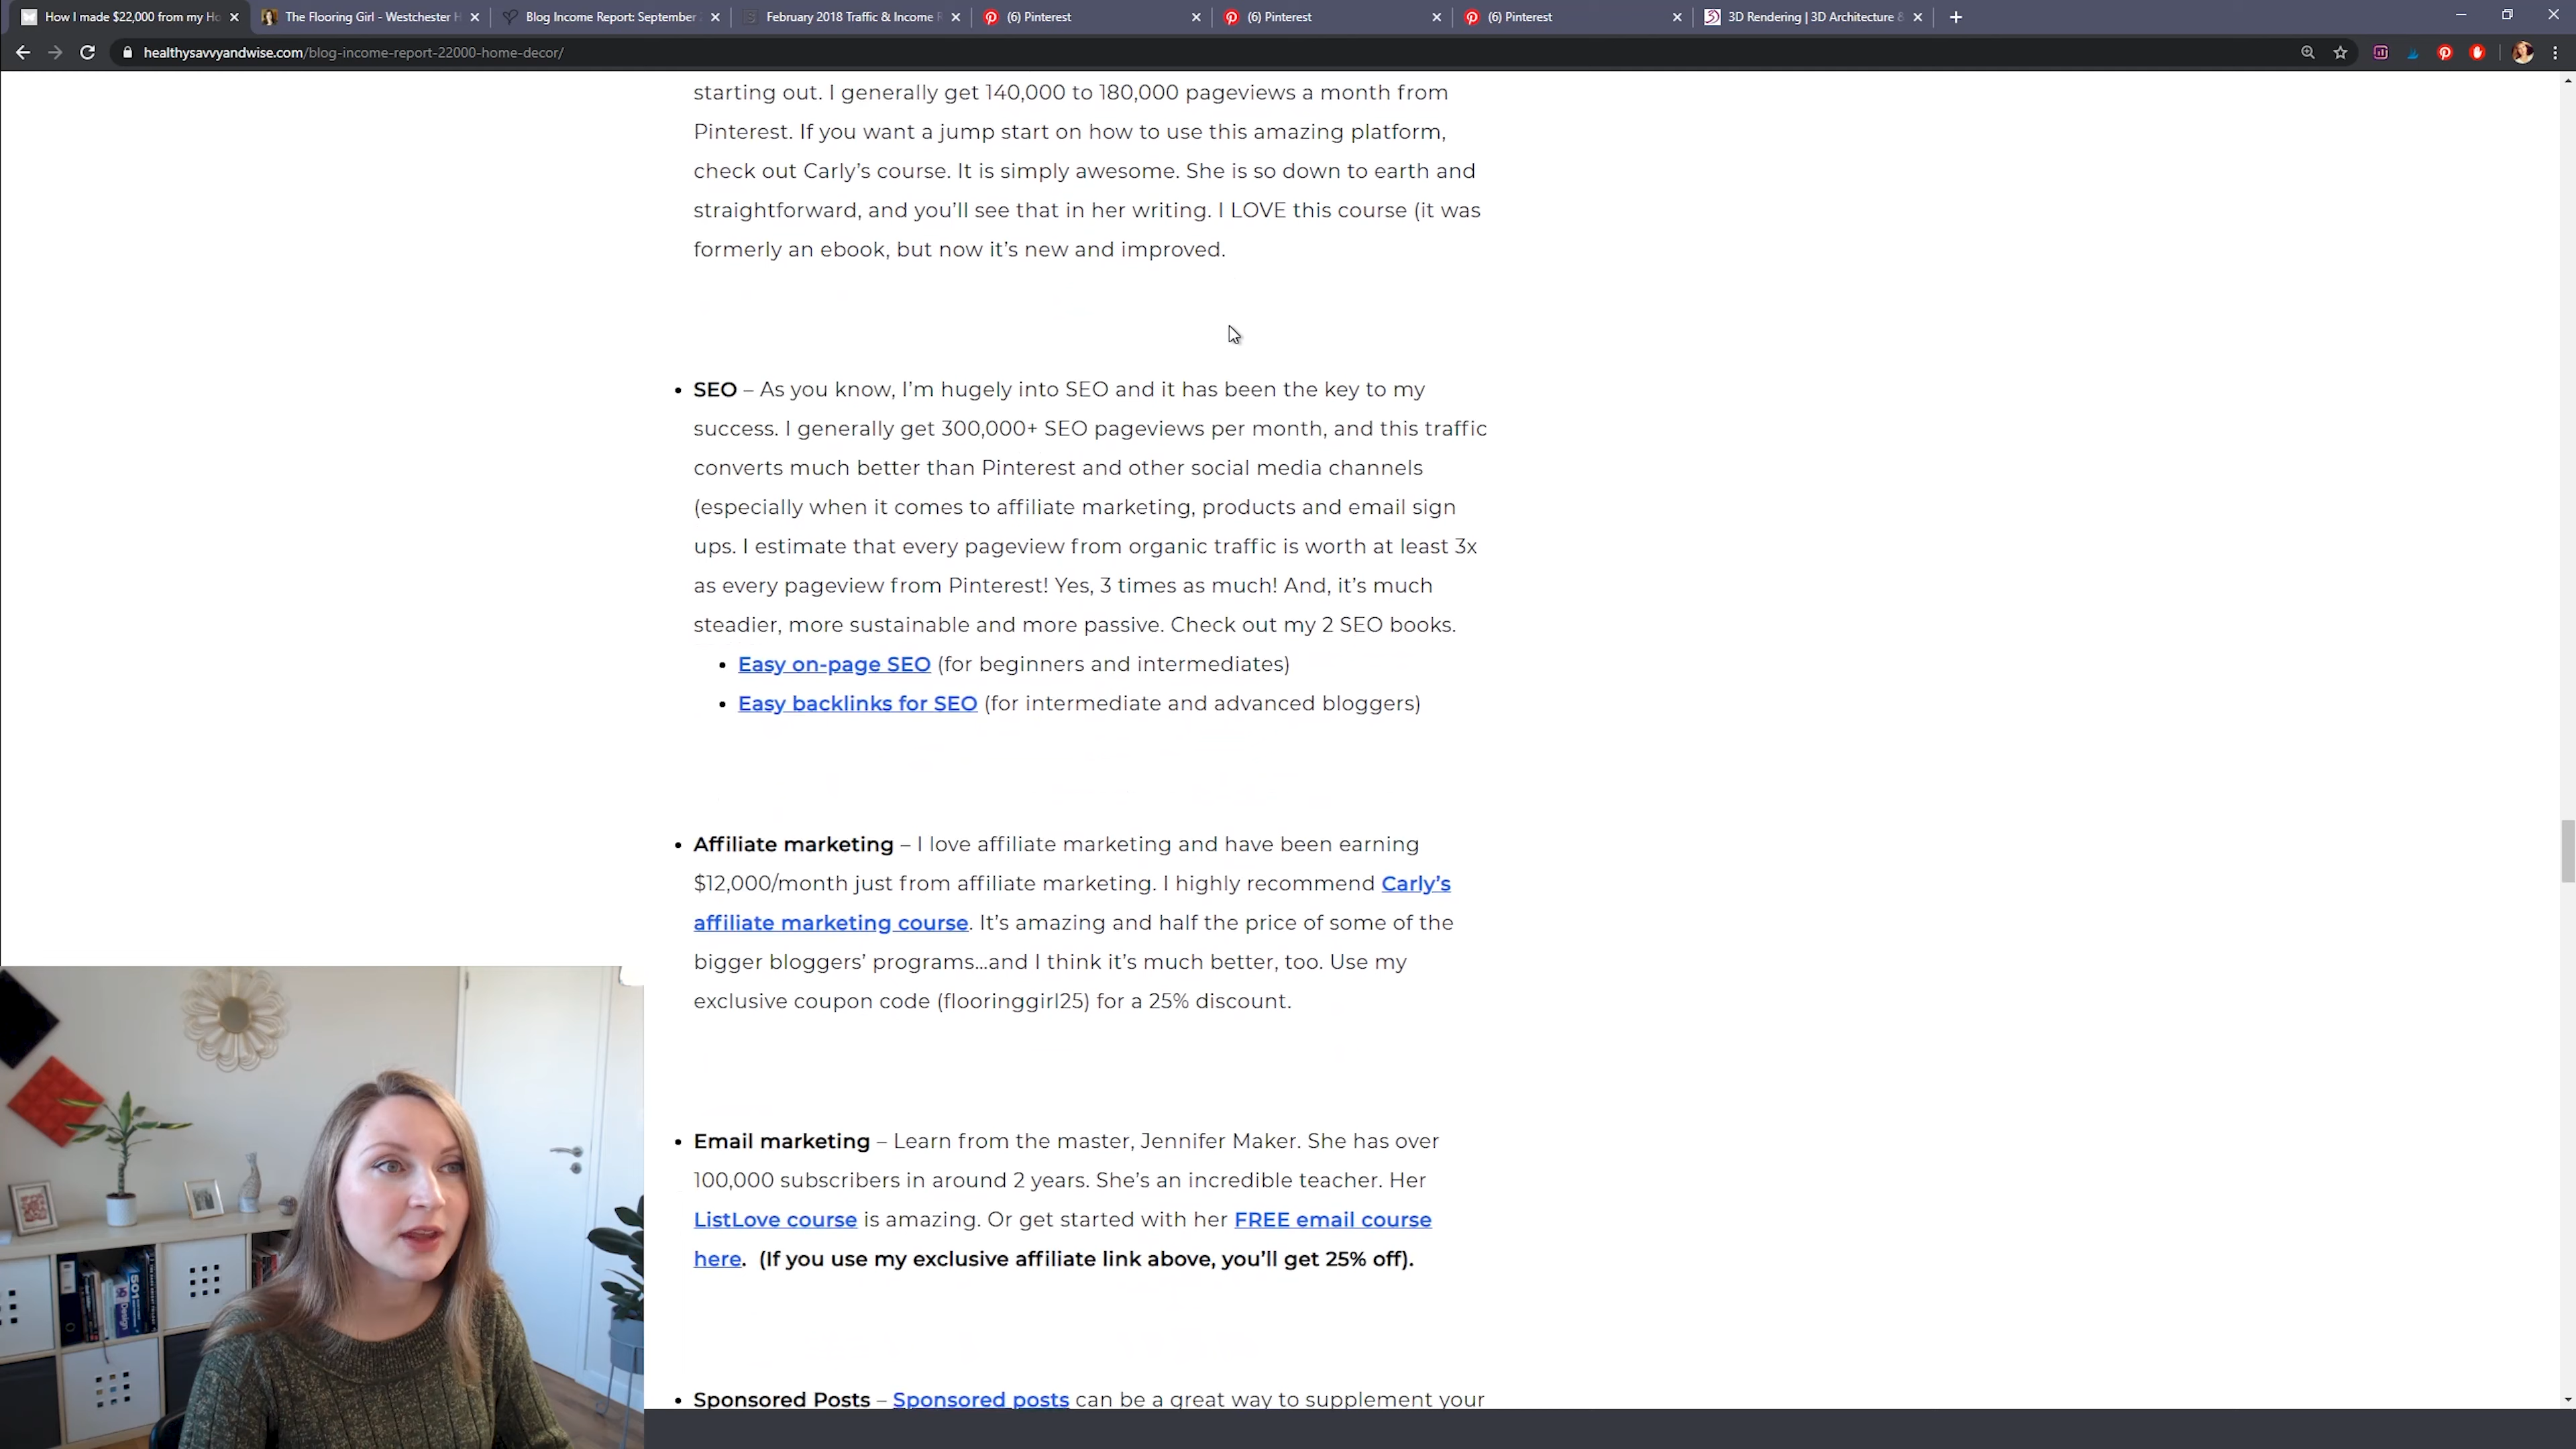 How I made $22,000 from my Ho
The Flooring Girl - Westchester H
Blog Income Report: September
February 2018 Traffic & Income R
(6) Pinterest
(6) Pinterest
(6) Pinterest
3D Rendering | 3D Architecture &
healthysavvyandwise.com/blog-income-report-22000-home-decor/
starting out. I generally get 140,000 to 180,000 pageviews a month from
Pinterest. If you want a jump start on how to use this amazing platform,
check out Carly's course. It is simply awesome. She is so down to earth and
straightforward, and you'll see that in her writing. I LOVE this course (it was
formerly an ebook, but now it's new and improved.
• SEO – As you know, I'm hugely into SEO and it has been the key to my
success. I generally get 300,000+ SEO pageviews per month, and this traffic
converts much better than Pinterest and other social media channels
(especially when it comes to affiliate marketing, products and email sign
ups. I estimate that every pageview from organic traffic is worth at least 3x
as every pageview from Pinterest! Yes, 3 times as much! And, it's much
steadier, more sustainable and more passive. Check out my 2 SEO books.
• Easy on-page SEO (for beginners and intermediates)
• Easy backlinks for SEO (for intermediate and advanced bloggers)
• Affiliate marketing – I love affiliate marketing and have been earning
$12,000/month just from affiliate marketing. I highly recommend Carly's
affiliate marketing course. It's amazing and half the price of some of the
bigger bloggers' programs…and I think it's much better, too. Use my
exclusive coupon code (flooringgirl25) for a 25% discount.
• Email marketing – Learn from the master, Jennifer Maker. She has over
100,000 subscribers in around 2 years. She's an incredible teacher. Her
ListLove course is amazing. Or get started with her FREE email course
here. (If you use my exclusive affiliate link above, you'll get 25% off).
• Sponsored Posts – Sponsored posts can be a great way to supplement your